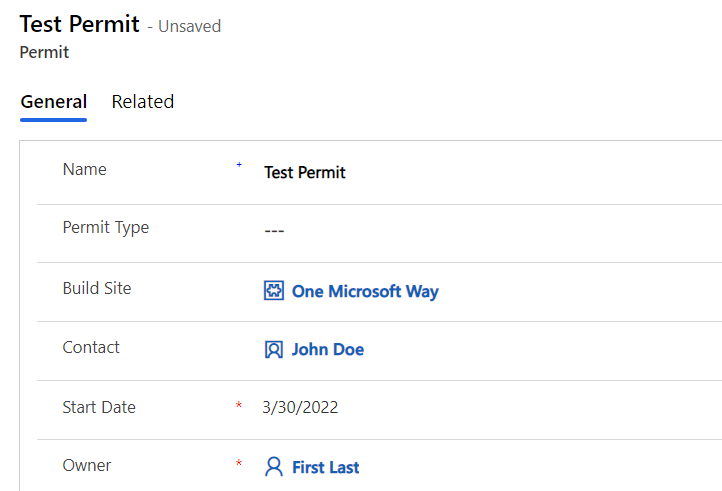 Test Permit - Unsaved
Permit
General Related
Name + Test Permit
Permit Type ---
Build Site One Microsoft Way
Contact John Doe
Start Date * 3/30/2022
Owner * First Last